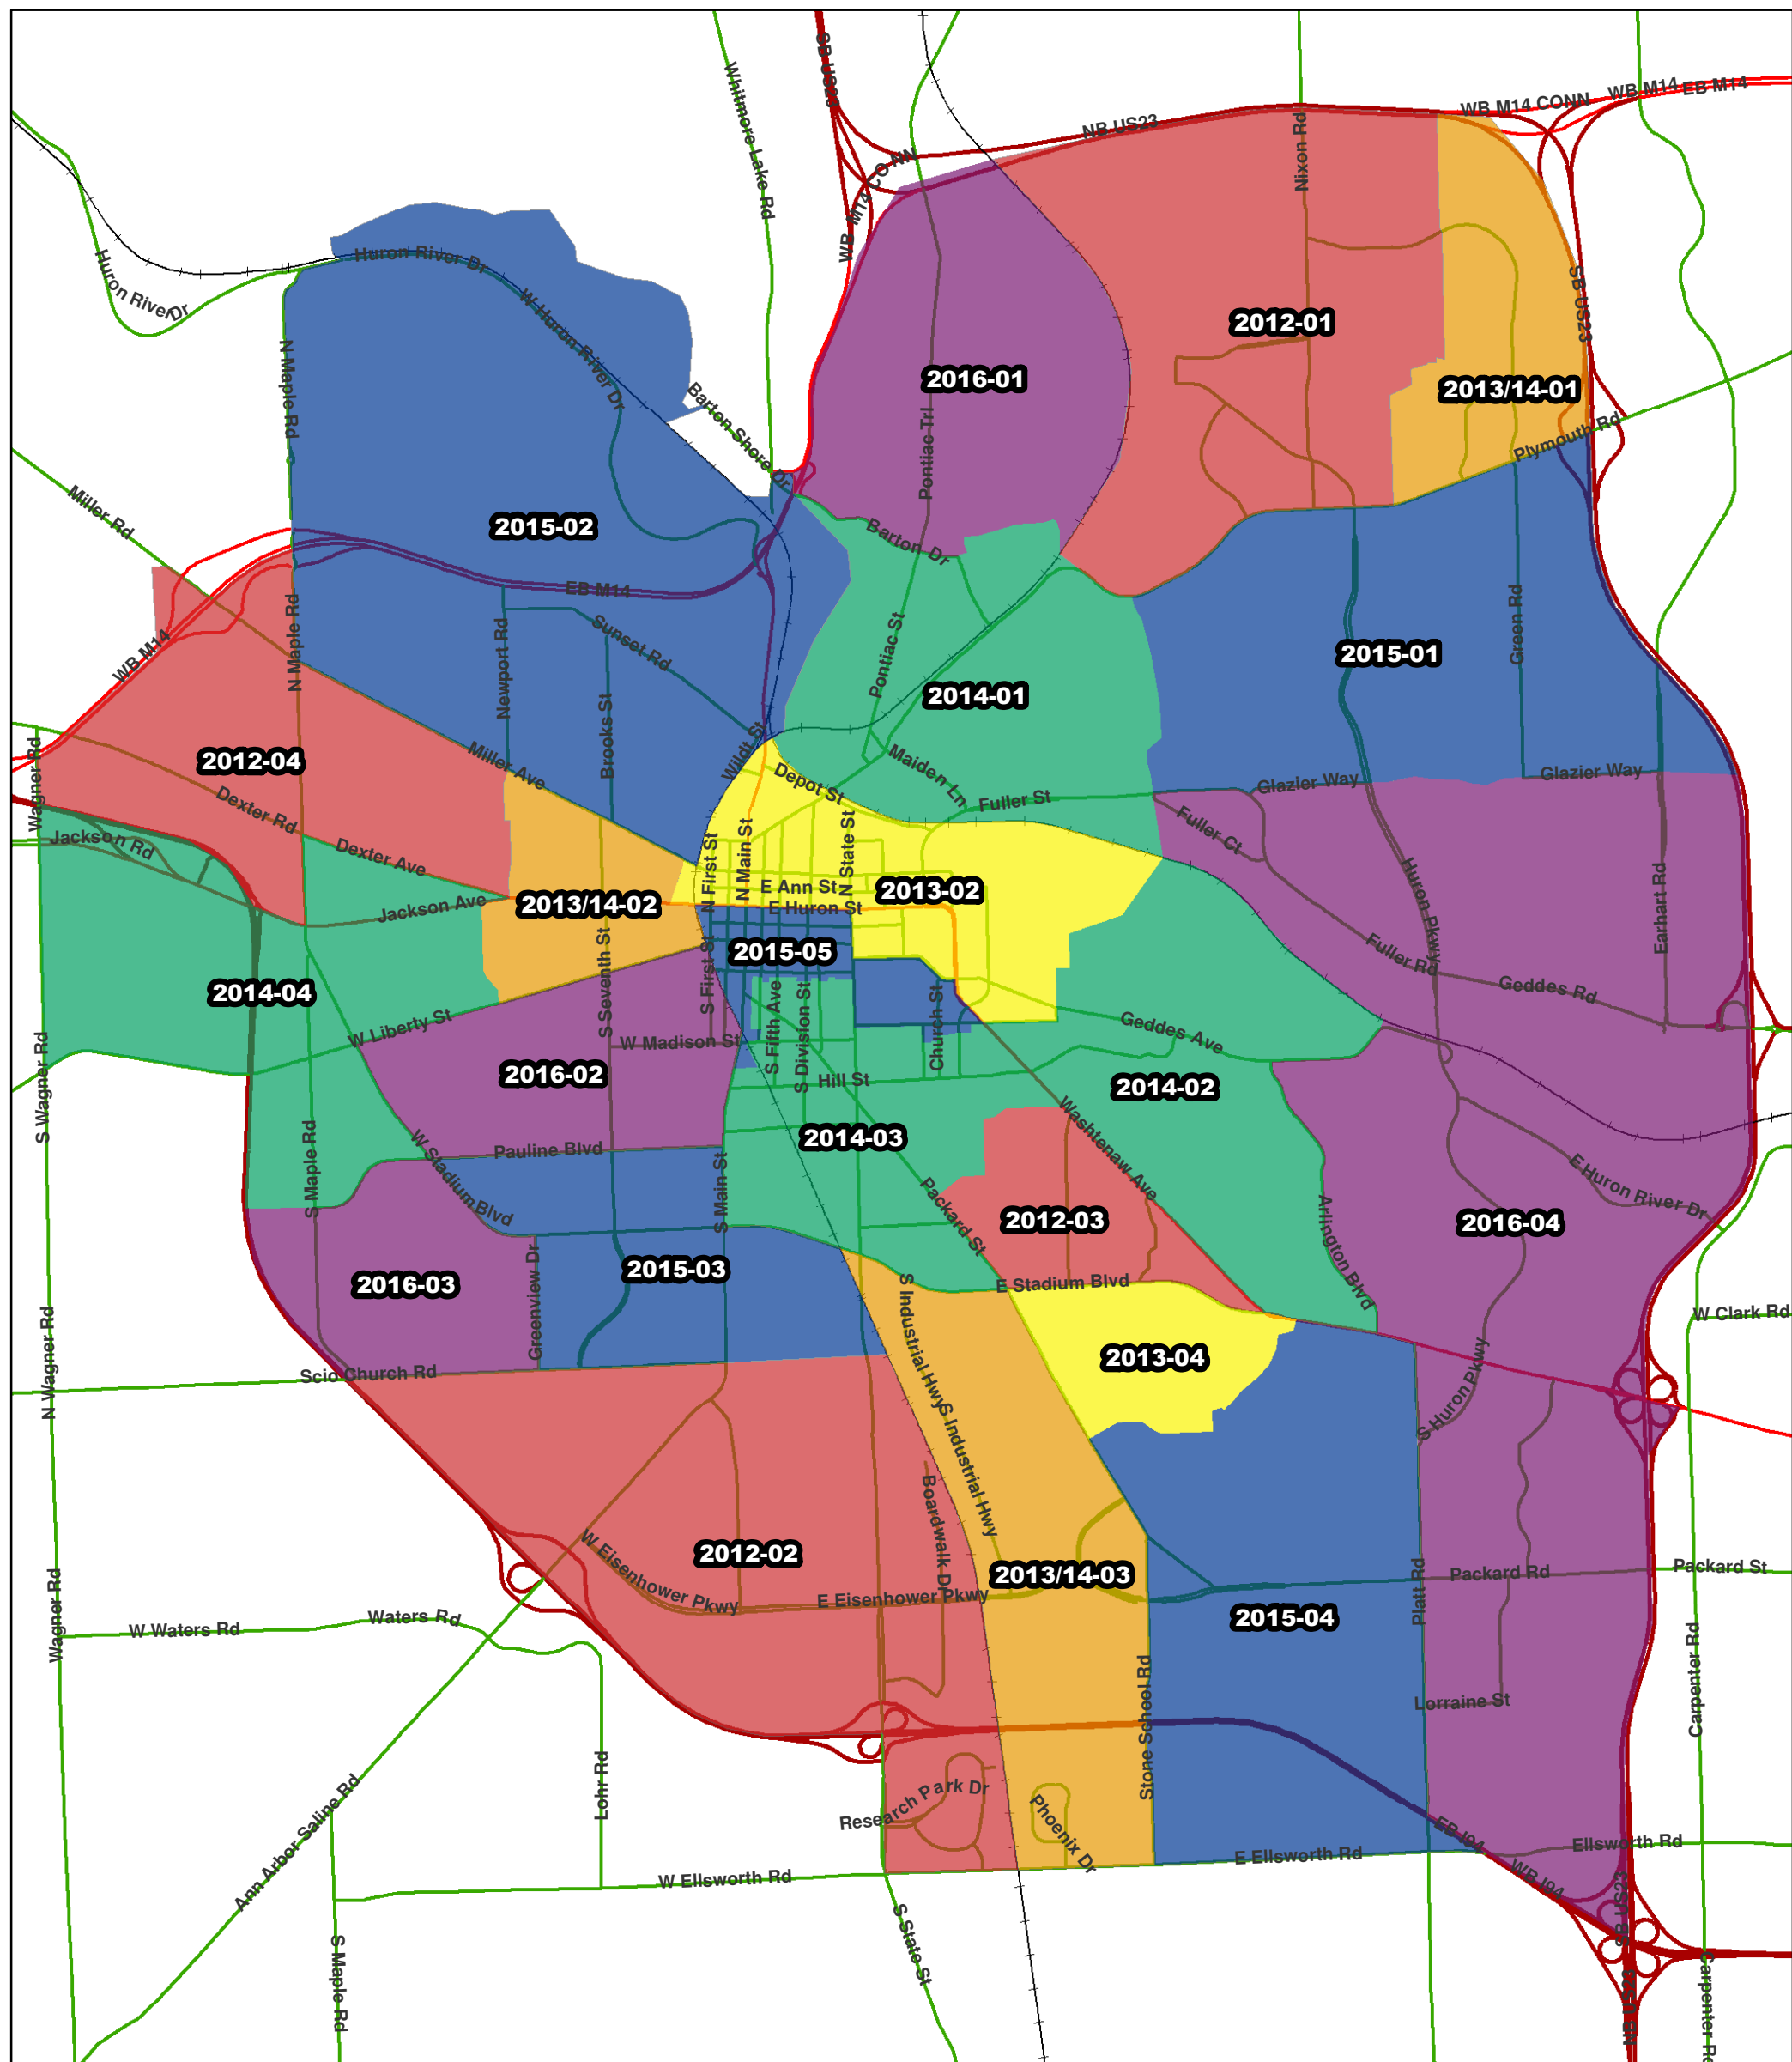 SB US23
Whitmore Lake Rd
WB M14 CONN
NB US23
WB M14 CONN
WB M14
EB M14
Nixon Rd
Huron River Dr
Huron River Dr
W Huron River Dr
SB US23
2012-01
2016-01
2013/14-01
N Maple Rd
Barton Shore Dr
Pontiac Trl
Plymouth Rd
Miller Rd
2015-02
Barton Dr
EB M14
WB M14
N Maple Rd
Newport Rd
Sunset Rd
Pontiac St
Green Rd
2015-01
2014-01
Brooks St
Wildt St
Miller Ave
2012-04
Wagner Rd
Depot St
Maiden Ln
Fuller St
Glazier Way
Glazier Way
Dexter Rd
Jackson Rd
Dexter Ave
Fuller Ct
N First St
N Main St
N State St
E Ann St
2013-02
Huron Pkwy
Earhart Rd
Jackson Ave
2013/14-02
E Huron St
2015-05
S Seventh St
S First St
Fuller Rd
Geddes Rd
2014-04
W Liberty St
S Fifth Ave
S Division St
Church St
Geddes Ave
S Wagner Rd
W Madison St
2016-02
Hill St
2014-02
Washtenaw Ave
2014-03
S Maple Rd
W Stadium Blvd
Pauline Blvd
S Main St
Packard St
E Huron River Dr
2012-03
2016-04
Arlington Blvd
2015-03
2016-03
Greenview Dr
E Stadium Blvd
S Industrial Hwy
N Wagner Rd
W Clark Rd
2013-04
Scio Church Rd
S Huron Pkwy
S Industrial Hwy
Boardwalk Dr
2012-02
W Eisenhower Pkwy
E Eisenhower Pkwy
2013/14-03
Packard Rd
Packard St
Platt Rd
Wagner Rd
2015-04
W Waters Rd
Waters Rd
Carpenter Rd
Stone School Rd
Lorraine St
Lohr Rd
Research Park Dr
Phoenix Dr
Ann Arbor Saline Rd
EB I94
Ellsworth Rd
E Ellsworth Rd
W Ellsworth Rd
WB I94
SB US23
S State St
S Maple Rd
Carpenter Rd